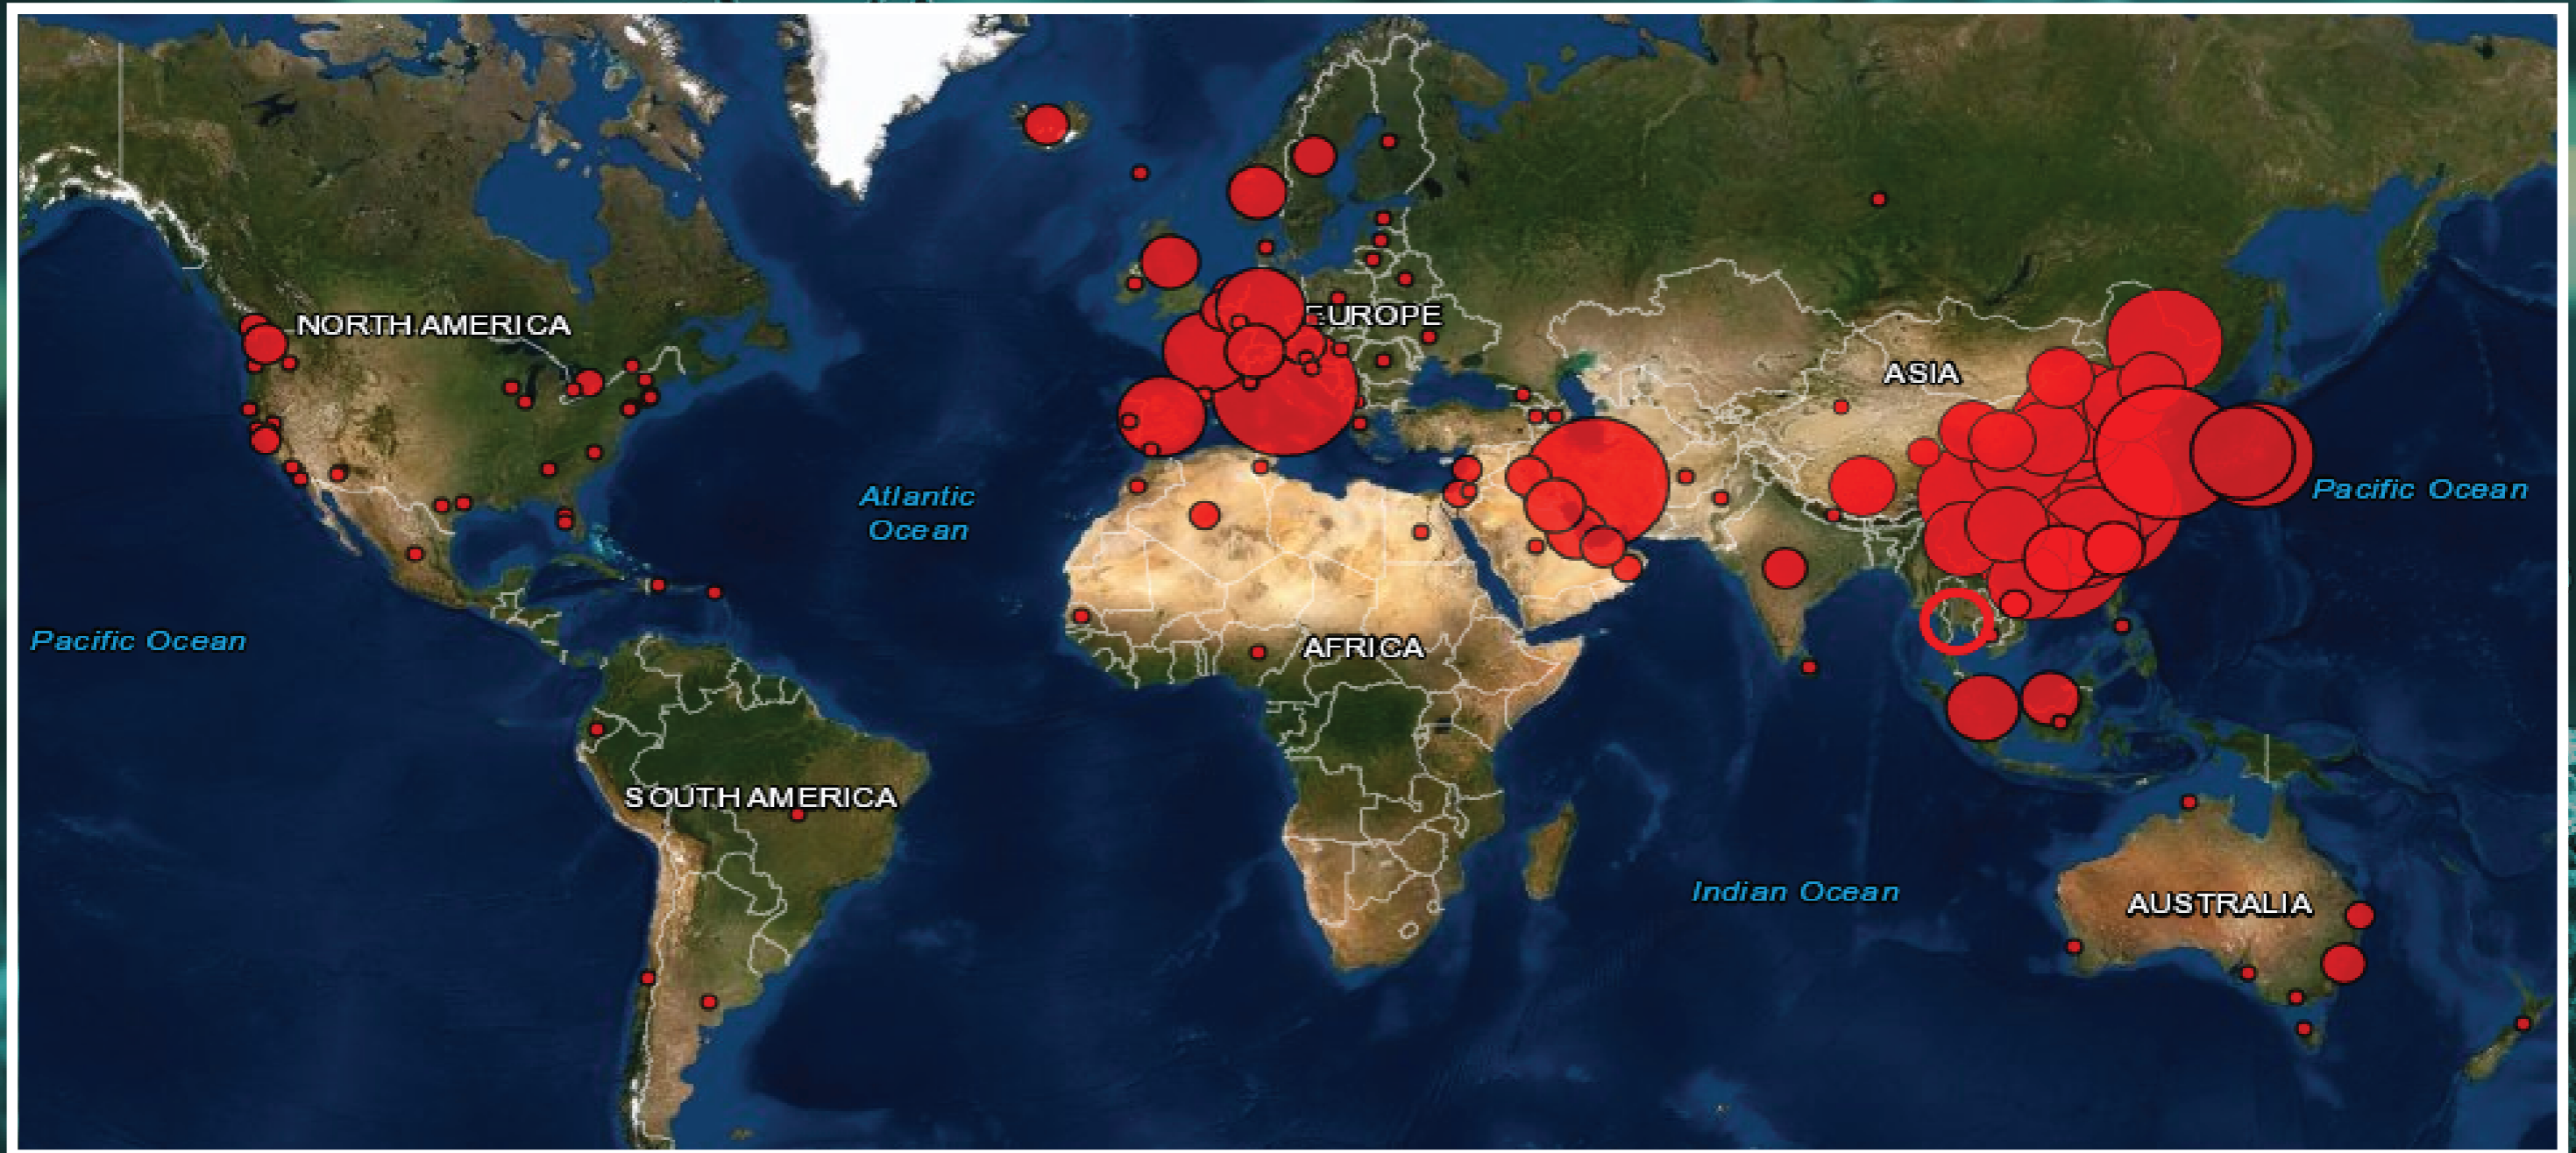 NORTH AMERICA
EUROPE
ASIA
Atlantic
Ocean
Pacific Ocean
Pacific Ocean
AFRICA
SOUTH AMERICA
Indian Ocean
AUSTRALIA